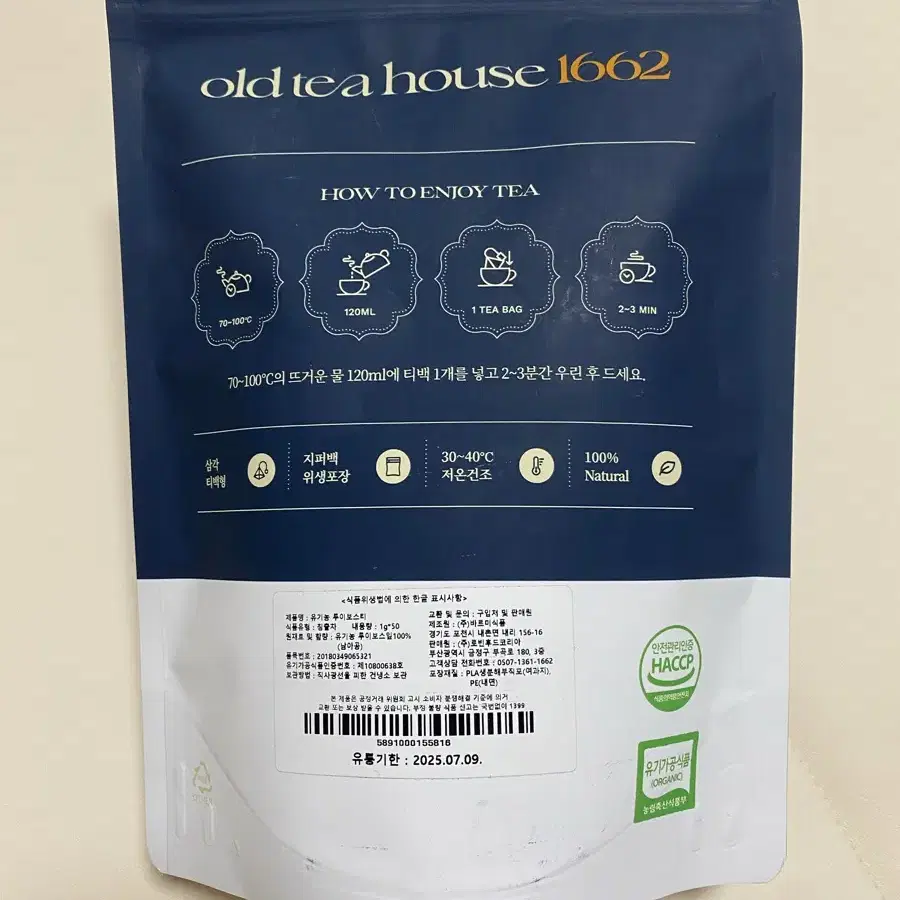 old tea house 1662
HOW TO ENJOY TEA
70~100°C
120ML
1 TEA BAG
2~3 MIN
70~100°C의 뜨거운 물 120ml에 티백 1개를 넣고 2~3분간 우린 후 드세요.
삼각
티백형
지퍼백
위생포장
30~40°C
저온건조
100%
Natural
<식품위생법에 의한 한글 표시사항>
제품명 : 유기농 루이보스티
식품유형 : 침출차 내용량 : 1g*50
원재료 및 함량 : 유기농 루이보스잎100%
(남아공)
품목번호 : 20180349065321
유기가공식품인증번호 : 제10800638호
보관방법 : 직사광선을 피한 건냉소 보관
교환 및 문의 : 구입처 및 판매원
제조원 : (주)바르미식품
경기도 포천시 내촌면 내리 156-16
판매원 : (주)로빈후드코리아
부산광역시 금정구 부곡로 180, 3층
고객상담 전화번호 : 0507-1361-1662
포장재질 : PLA생분해부직포(여과지),
PE(내면)
본 제품은 공정거래 위원회 고시 소비자 분쟁해결 기준에 의거
교환 또는 보상 받을 수 있습니다. 부정 불량 식품 신고는 국번없이 1399
5891000155816
유통기한 : 2025.07.09.
안전관리인증
HACCP
식품의약품안전처
유기가공식품
(ORGANIC)
농림축산식품부